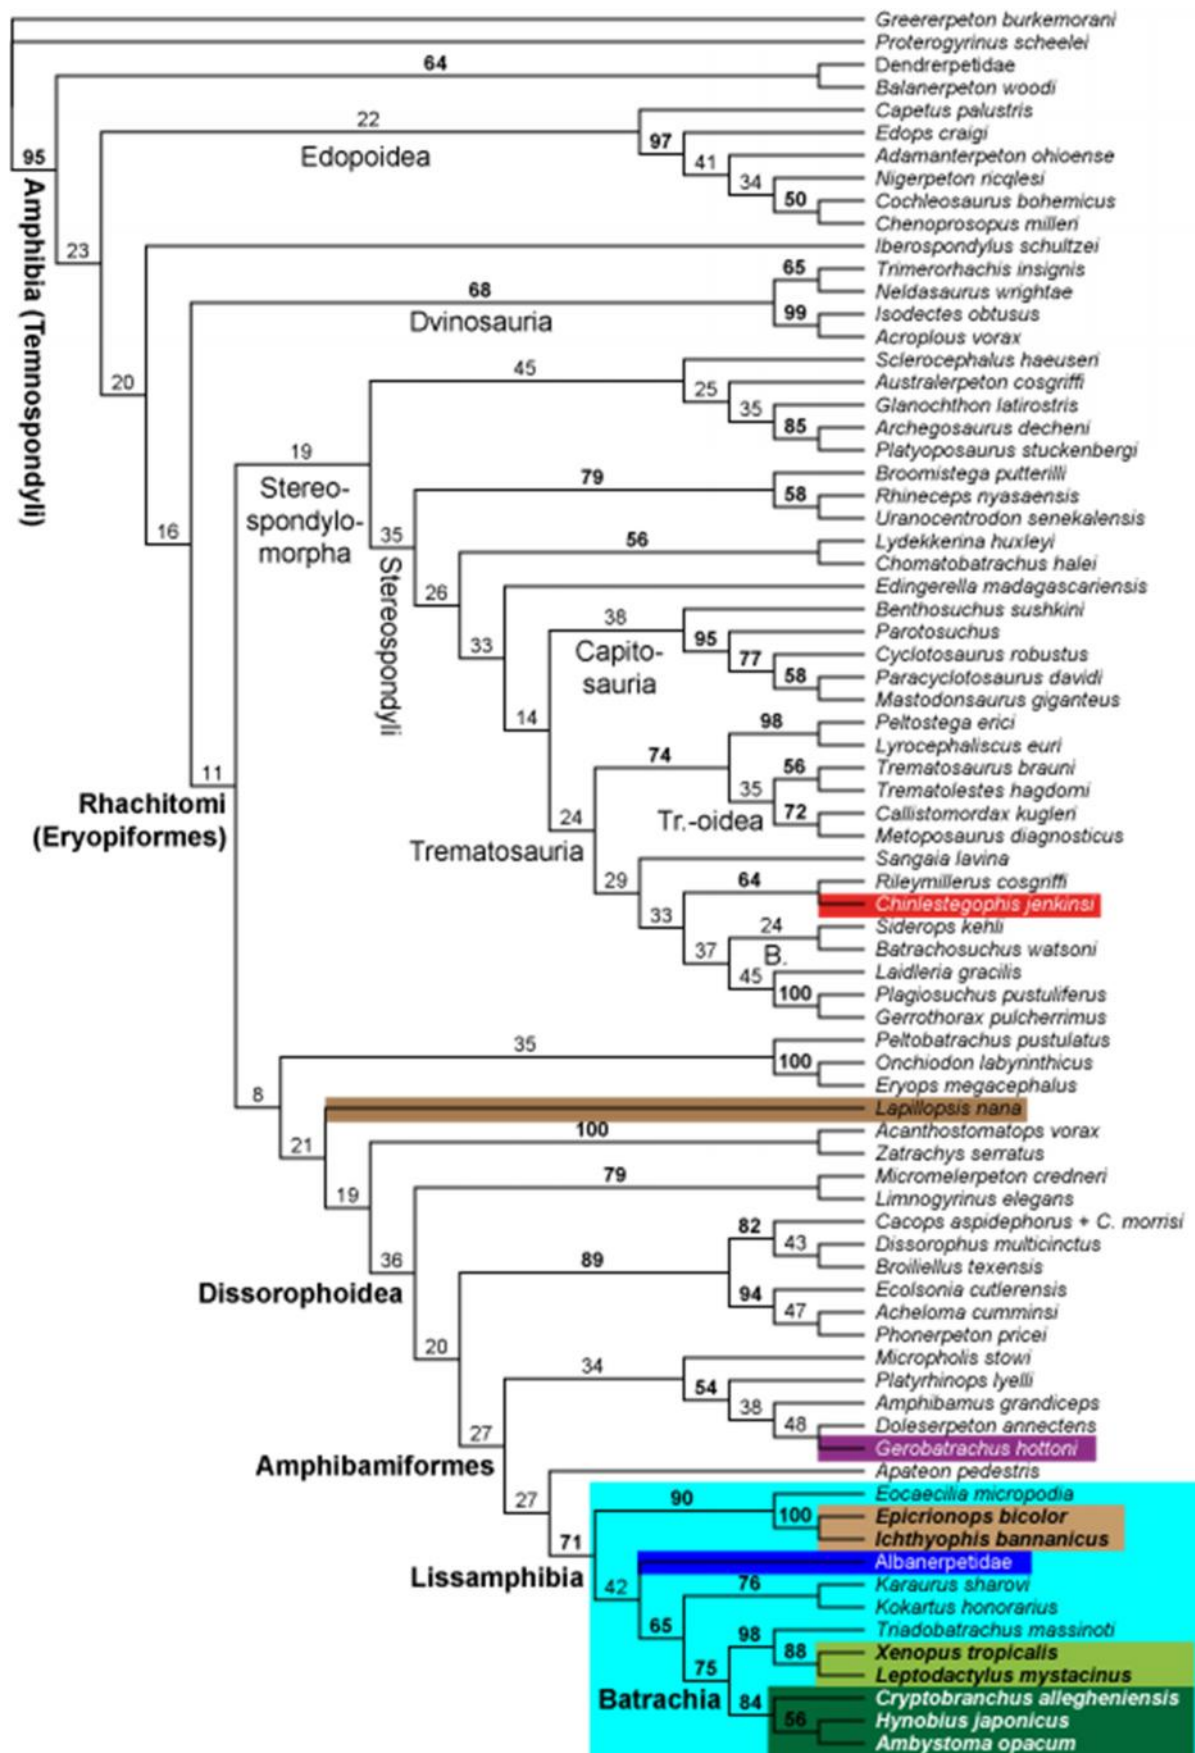 Greererpeton burkemorani
Proterogyrinus scheelei
64
Dendrerpetidae
Balanerpeton woodi
22
Capetus palustris
Edopoidea
97
Edops craigi
95
41
Adamanterpeton ohioense
34
Nigerpeton ricqlesi
50
Cochleosaurus bohemicus
Chenoprosopus milleri
Amphibia (Temnospondyli)
23
Iberospondylus schultzei
65
Trimerorhachis insignis
68
Neldasaurus wrightae
Dvinosauria
99
Isodectes obtusus
Acroplous vorax
45
Sclerocephalus haeuseri
20
25
Australerpeton cosgriffi
35
Glanochthon latirostris
85
Archegosaurus decheni
Platyoposaurus stuckenbergi
19
79
Broomistega putterilli
Stereo-
spondylo-
morpha
58
Rhineceps nyasaensis
Uranocentrodon senekalensis
16
35
56
Lydekkerina huxleyi
Chomatobatrachus halei
Stereospondyli
26
Edingerella madagascariensis
38
Benthosuchus sushkini
33
Capito-
sauria
95
Parotosuchus
77
Cyclotosaurus robustus
58
Paracyclotosaurus davidi
Mastodonsaurus giganteus
14
98
Peltostega erici
Lyrocephaliscus euri
11
74
56
Trematosaurus brauni
Rhachitomi
(Eryopiformes)
35
Trematolestes hagdorni
24
Tr.-oidea
72
Callistomordax kugleri
Metoposaurus diagnosticus
Trematosauria
Sangaia lavina
29
64
Rileymillerus cosgriffi
Chinlestegophis jenkinsi
33
24
Siderops kehli
37
B.
Batrachosuchus watsoni
45
Laidleria gracilis
100
Plagiosuchus pustuliferus
Gerrothorax pulcherrimus
35
Peltobatrachus pustulatus
100
Onchiodon labyrinthicus
Eryops megacephalus
8
Lapillopsis nana
21
100
Acanthostomatops vorax
Zatrachys serratus
19
79
Micromelerpeton credneri
Limnogyrinus elegans
82
Cacops aspidephorus + C. morrisi
36
89
43
Dissorophus multicinctus
Broiliellus texensis
Dissorophoidea
94
Ecolsonia cutlerensis
47
Acheloma cumminsi
Phonerpeton pricei
20
34
Micropholis stowi
54
Platyrhinops lyelli
38
Amphibamus grandiceps
27
48
Doleserpeton annectens
Gerobatrachus hottoni
Amphibamiformes
Apateon pedestris
27
90
Eocaecilia micropodia
100
Epicrionops bicolor
71
Ichthyophis bannanicus
Lissamphibia
Albanerpetidae
42
76
Karaurus sharovi
Kokartus honorarius
65
98
Triadobatrachus massinoti
88
Xenopus tropicalis
75
Leptodactylus mystacinus
Batrachia
84
Cryptobranchus allegheniensis
56
Hynobius japonicus
Ambystoma opacum